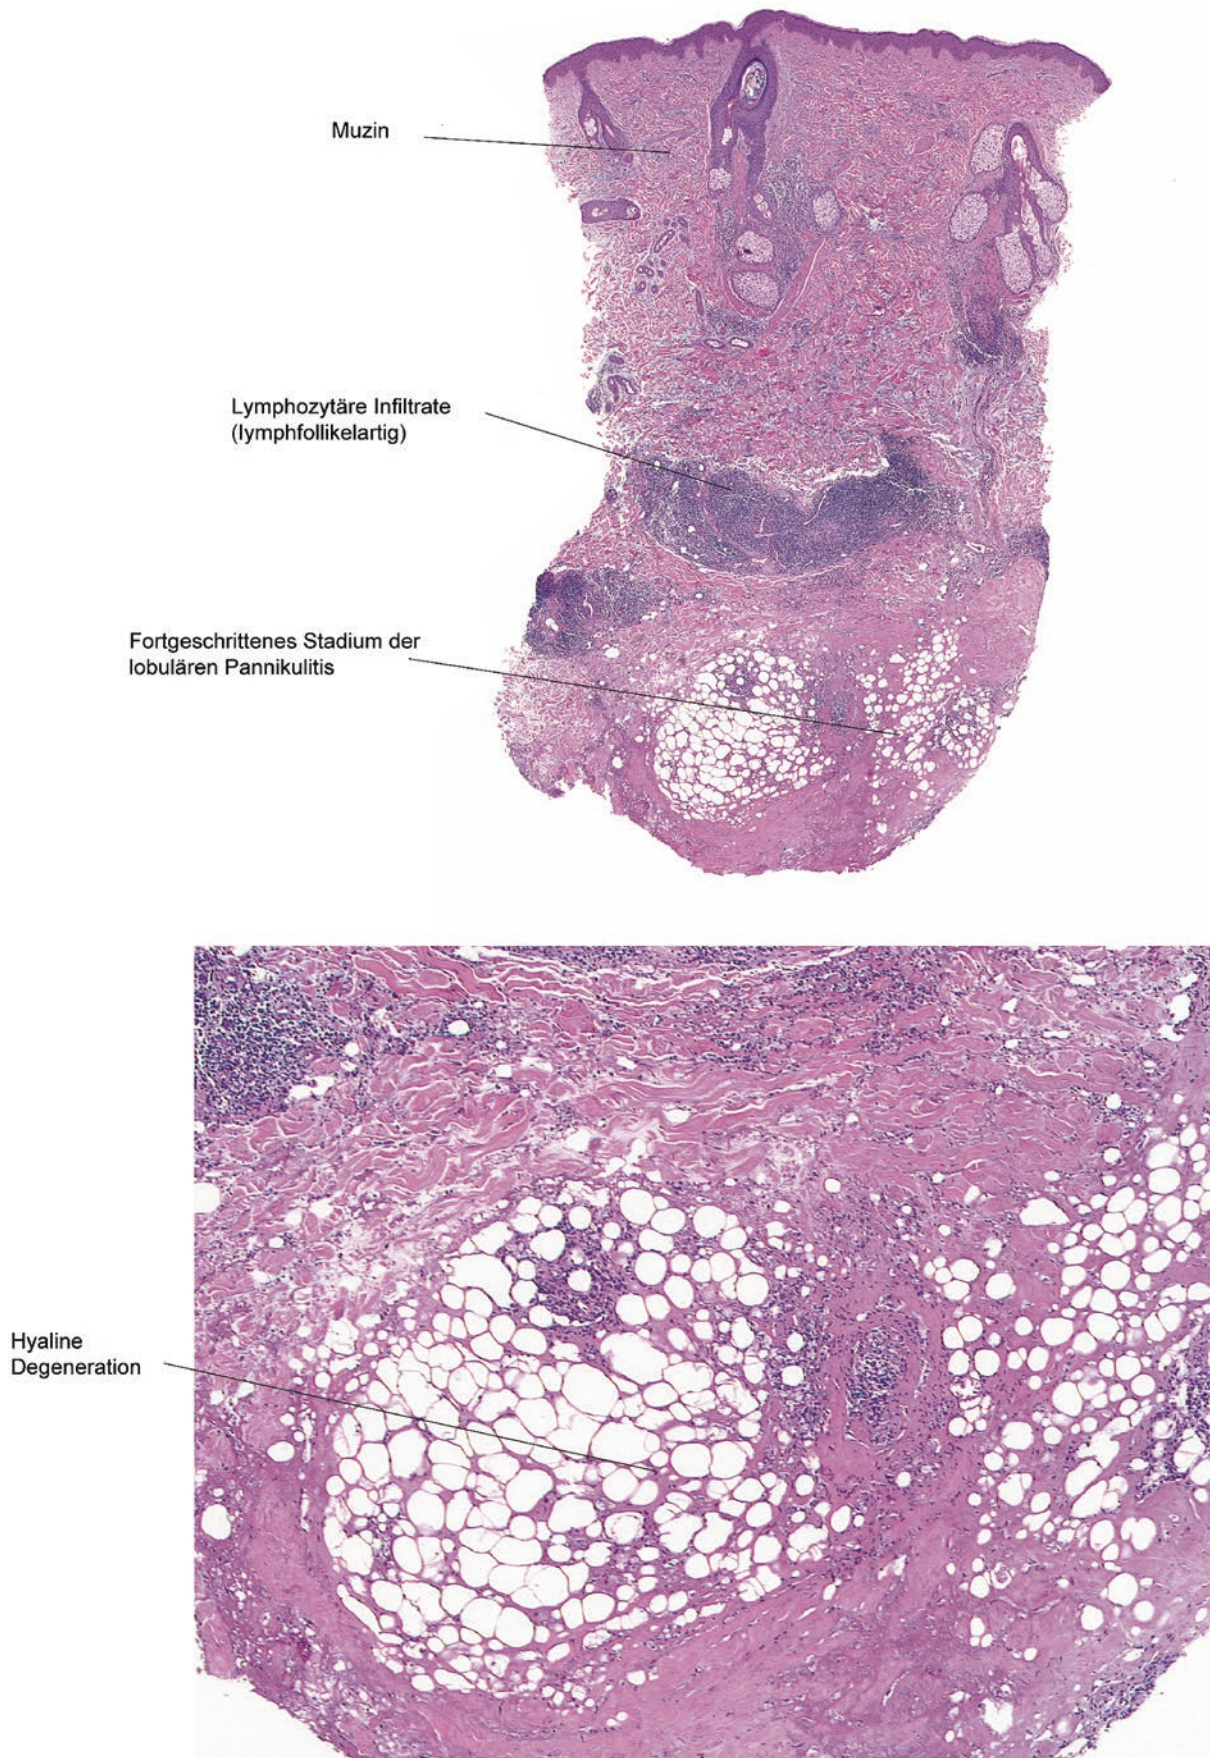 Muzin
Lymphozytäre Infiltrate
(lymphfollikelartig)
Fortgeschrittenes Stadium der
lobulären Pannikulitis
Hyaline
Degeneration